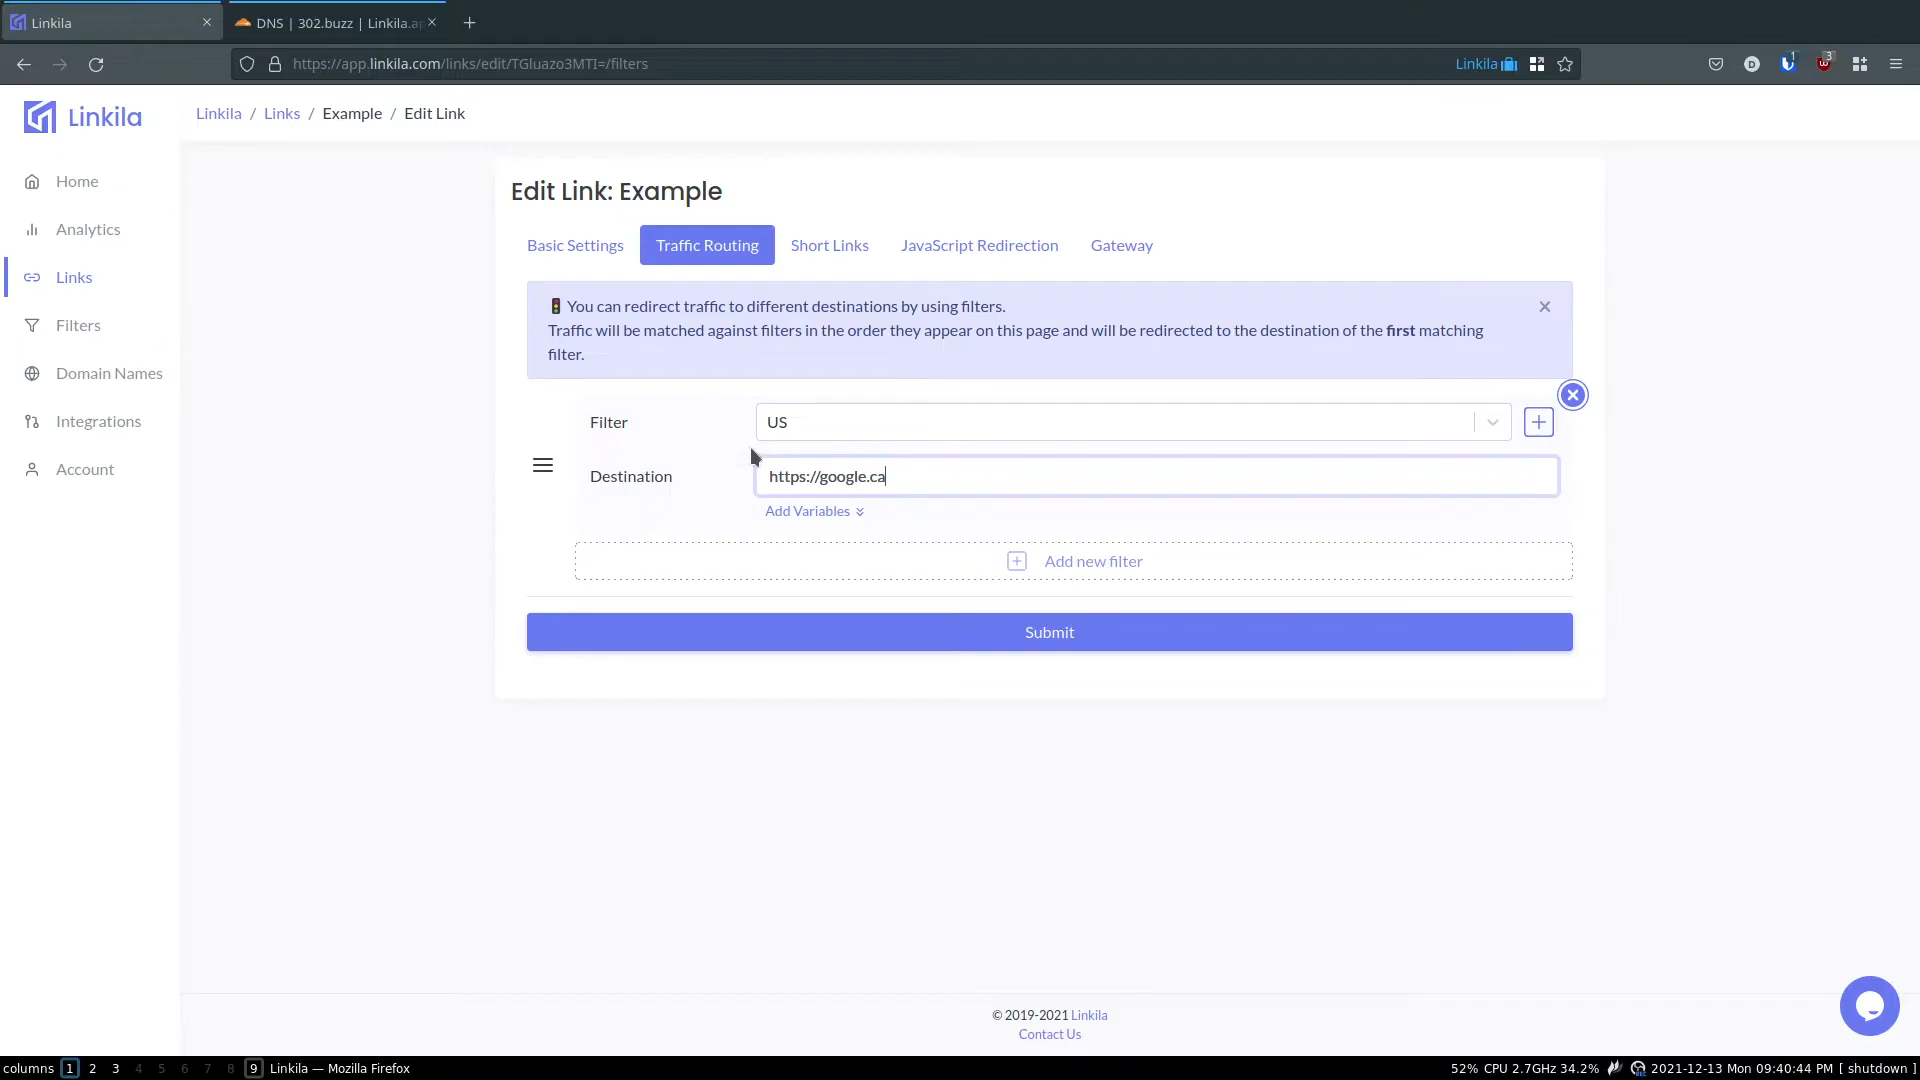 Linkila
DNS | 302.buzz | Linkila.a
https://app.linkila.com/links/edit/TGluazo3MTI=/filters
Linkila
1
3
Linkila
Linkila / Links / Example / Edit Link
Home
Analytics
Links
Filters
Domain Names
Integrations
Account
Edit Link: Example
Basic Settings
Traffic Routing
Short Links
JavaScript Redirection
Gateway
You can redirect traffic to different destinations by using filters.
Traffic will be matched against filters in the order they appear on this page and will be redirected to the destination of the first matching
filter.
Filter
US
Destination
https://google.ca
Add Variables
Add new filter
Submit
© 2019-2021 Linkila
Contact Us
columns 1 2 3 4 5 6 7 8 9 Linkila — Mozilla Firefox
52% CPU 2.7GHz 34.2% 2021-12-13 Mon 09:40:44 PM [ shutdown ]